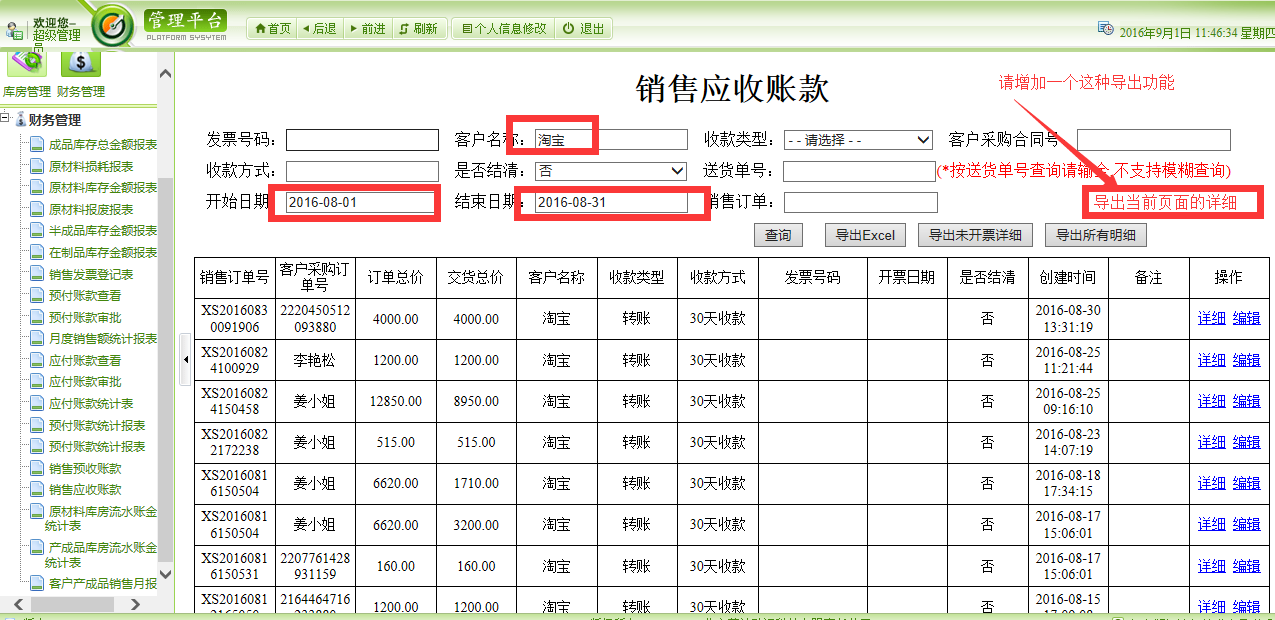 欢迎您--
超级管理
员
管理平台
PLATFORM SYSYTEM
首页 后退 前进 刷新 个人信息修改 退出
2016年9月1日 11:46:34 星期四
库房管理 财务管理
财务管理
成品库存总金额报表
原材料损耗报表
原材料库存金额报表
原材料报废报表
半成品库存金额报表
在制品库存金额报表
销售发票登记表
预付账款查看
预付账款审批
月度销售额统计报表
应付账款查看
应付账款审批
应付账款统计表
预付账款统计报表
预付账款统计报表
销售预收账款
销售应收账款
原材料库房流水账金
统计表
产成品库房流水账金
统计表
客户产成品销售月报
销售应收账款
请增加一个这种导出功能
发票号码: 客户名称: 淘宝 收款类型: - - 请选择 - - 客户采购合同号
收款方式: 是否结清: 否 送货单号: (*按送货单号查询请输全,不支持模糊查询)
开始日期 2016-08-01 结束日期: 2016-08-31 销售订单:
导出当前页面的详细
查询 导出Excel 导出未开票详细 导出所有明细
销售订单号 客户采购订单号 订单总价 交货总价 客户名称 收款类型 收款方式 发票号码 开票日期 是否结清 创建时间 备注 操作
XS20160830091906 2220450512093880 4000.00 4000.00 淘宝 转账 30天收款 否 2016-08-30 13:31:19 详细 编辑
XS20160824100929 李艳松 1200.00 1200.00 淘宝 转账 30天收款 否 2016-08-25 11:21:44 详细 编辑
XS20160824150458 姜小姐 12850.00 8950.00 淘宝 转账 30天收款 否 2016-08-25 09:16:10 详细 编辑
XS20160822172238 姜小姐 515.00 515.00 淘宝 转账 30天收款 否 2016-08-23 14:07:19 详细 编辑
XS20160816150504 姜小姐 6620.00 1710.00 淘宝 转账 30天收款 否 2016-08-18 17:34:15 详细 编辑
XS20160816150504 姜小姐 6620.00 3200.00 淘宝 转账 30天收款 否 2016-08-17 15:06:01 详细 编辑
XS20160816150531 2207761428931159 160.00 160.00 淘宝 转账 30天收款 否 2016-08-17 15:06:01 详细 编辑
XS2016081 2164464716 1200.00 1200.00 淘宝 转账 30天收款 否 2016-08-17 详细 编辑